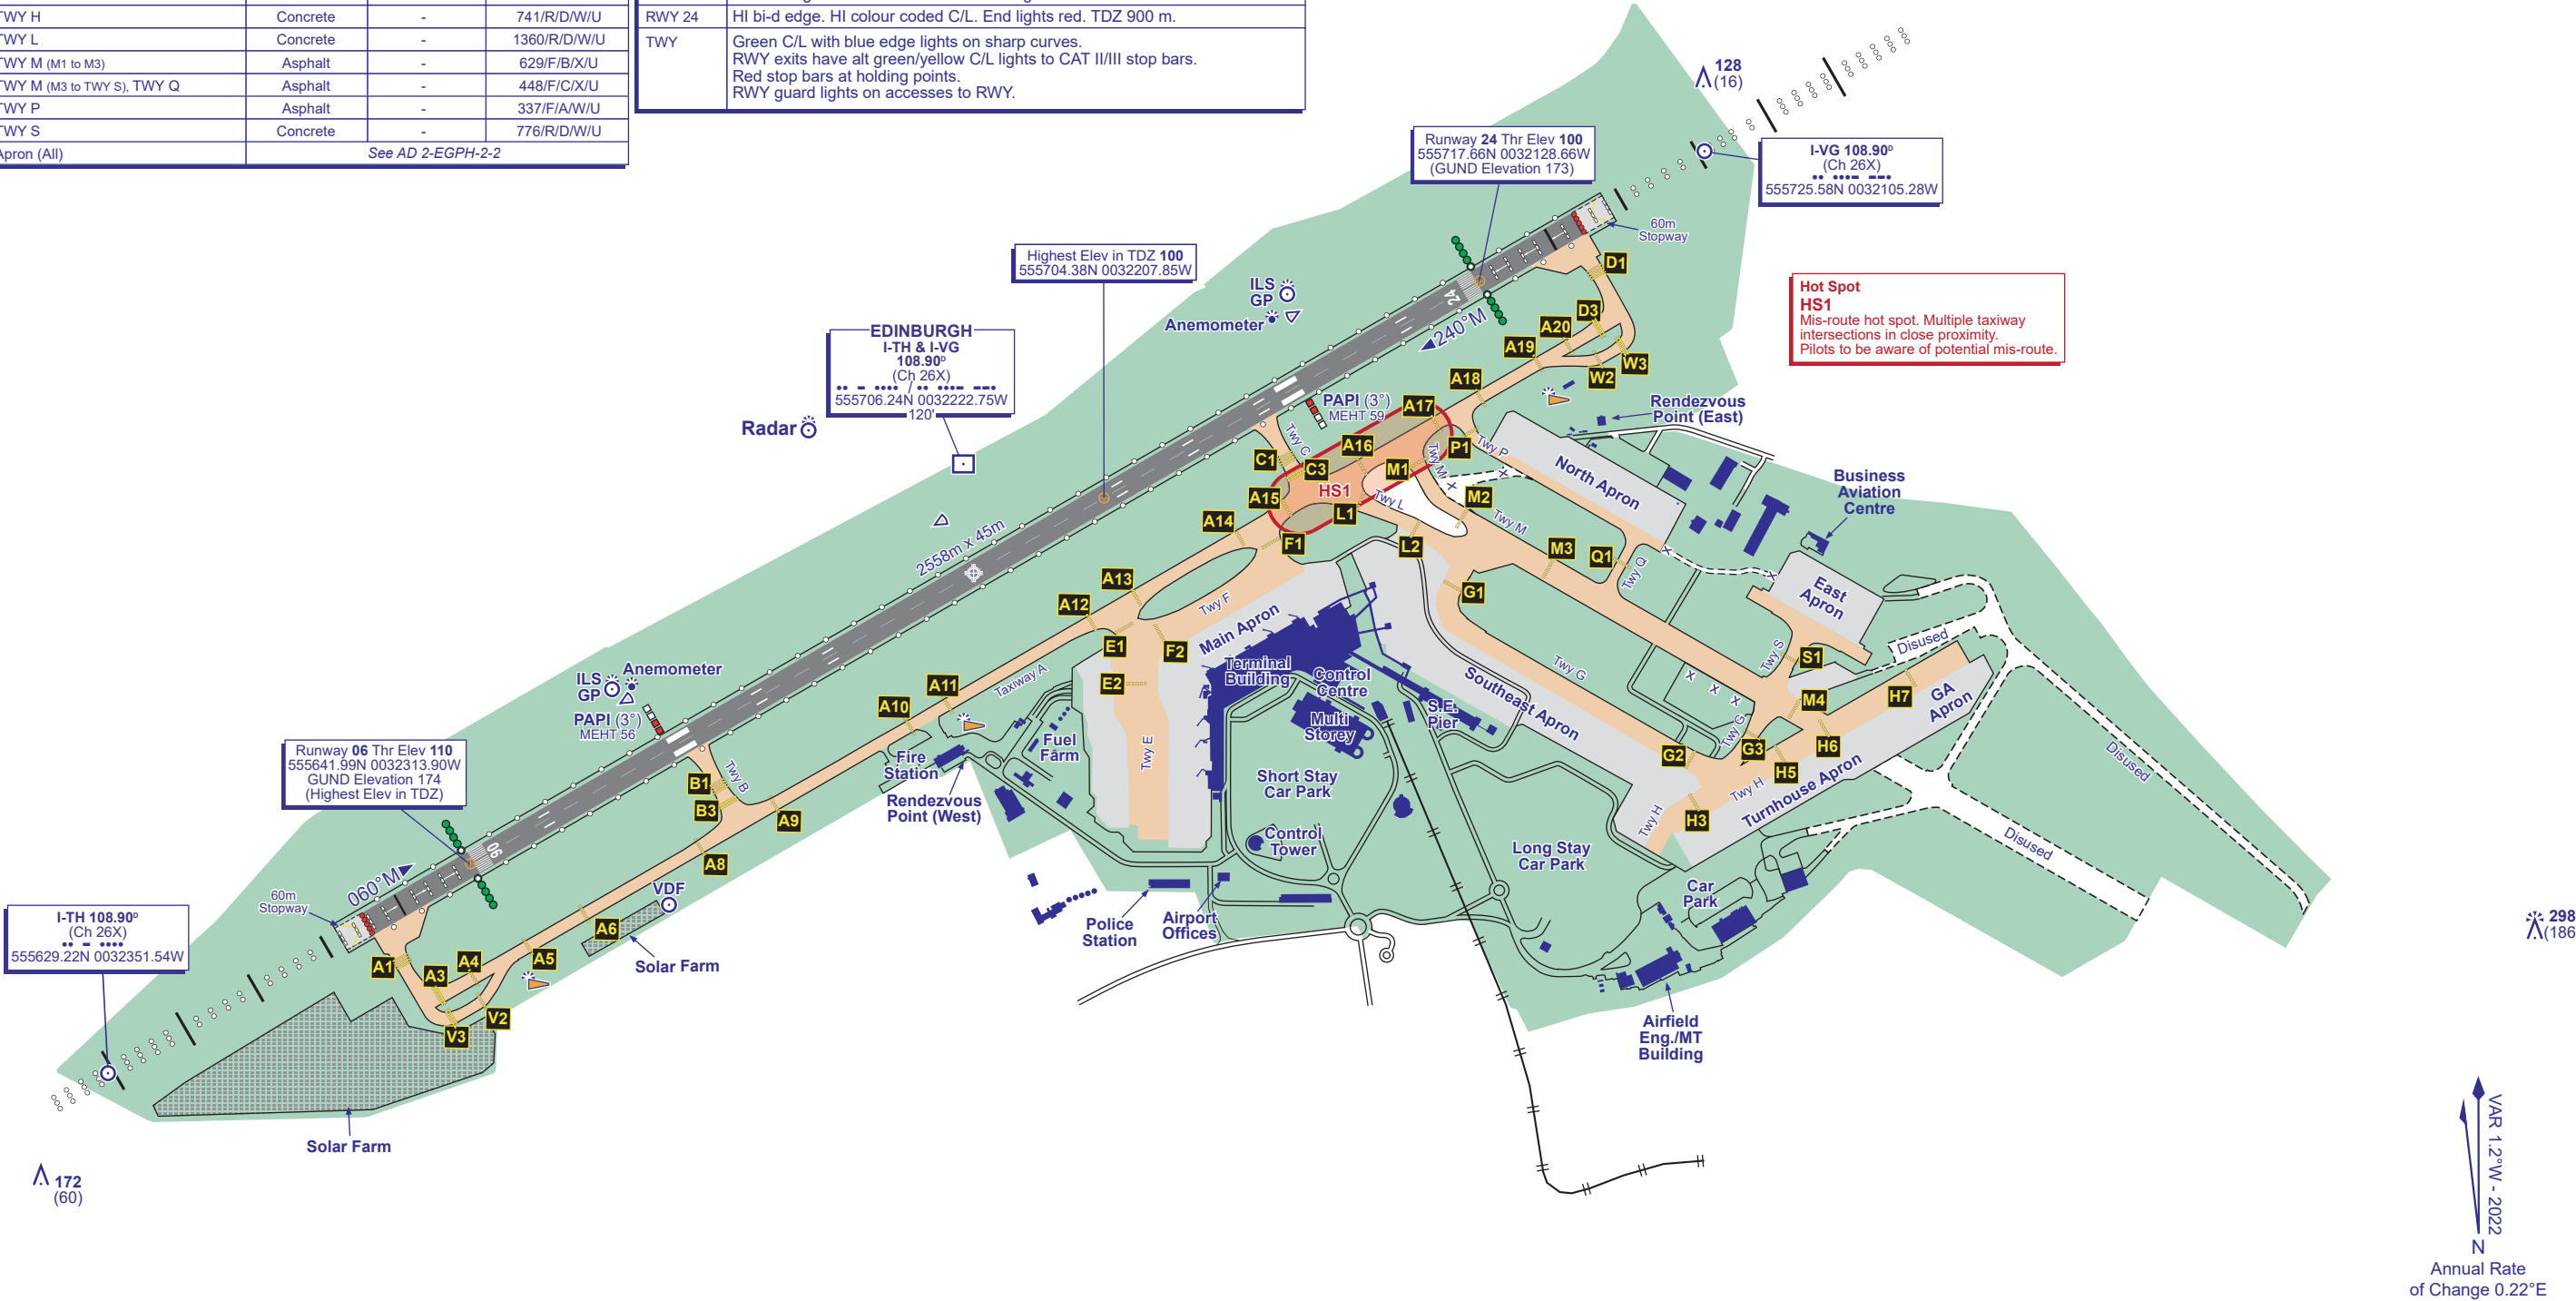 TWY H Concrete - 741/R/D/W/U
TWY L Concrete - 1360/R/D/W/U
TWY M (M1 to M3) Asphalt - 629/F/B/X/U
TWY M (M3 to TWY S), TWY Q Asphalt - 448/F/C/X/U
TWY P Asphalt - 337/F/A/W/U
TWY S Concrete - 776/R/D/W/U
Apron (All) See AD 2-EGPH-2-2
RWY 24 HI bi-d edge. HI colour coded C/L. End lights red. TDZ 900 m.
TWY Green C/L with blue edge lights on sharp curves.
RWY exits have alt green/yellow C/L lights to CAT II/III stop bars.
Red stop bars at holding points.
RWY guard lights on accesses to RWY.
128
(16)
Runway 24 Thr Elev 100
555717.66N 0032128.66W
(GUND Elevation 173)
I-VG 108.90ᴰ
(Ch 26X)
•• •••– ––•
555725.58N 0032105.28W
60m
Stopway
Highest Elev in TDZ 100
555704.38N 0032207.85W
Hot Spot
HS1
Mis-route hot spot. Multiple taxiway
intersections in close proximity.
Pilots to be aware of potential mis-route.
ILS
GP
Anemometer
EDINBURGH
I-TH & I-VG
108.90ᴰ
(Ch 26X)
•• – •••• / •• •••– ––•
555706.24N 0032222.75W
120'
Radar
24
240°M
D1
D3
A20
A19
W3
W2
A18
PAPI (3°)
MEHT 59
A17
Rendezvous
Point (East)
Twy C
A16
C1
C3
M1
Twy M
P1
Twy P
North Apron
HS1
A15
L1
Twy L
M2
Twy M
A14
F1
L2
M3
Q1
Twy Q
Business
Aviation
Centre
East
Apron
2558m x 45m
A13
A12
Twy F
G1
E1
F2
E2
Main Apron
Terminal
Building
Control
Centre
Multi
Storey
S.E.
Pier
Southeast Apron
Twy G
Twy S
S1
Disused
M4
H7
GA
Apron
ILS
GP
Anemometer
PAPI (3°)
MEHT 56
A11
A10
Taxiway A
Fuel
Farm
Fire
Station
Rendezvous
Point (West)
Twy E
Short Stay
Car Park
Control
Tower
Twy G
G2
G3
H6
H5
Twy H
H3
Twy H
Turnhouse Apron
Disused
Disused
Runway 06 Thr Elev 110
555641.99N 0032313.90W
GUND Elevation 174
(Highest Elev in TDZ)
B1
Twy B
B3
A9
A8
06
060°M
60m
Stopway
VDF
I-TH 108.90ᴰ
(Ch 26X)
•• – ••••
555629.22N 0032351.54W
A1
A3
A4
A5
A6
Solar Farm
V2
V3
Police
Station
Airport
Offices
Long Stay
Car Park
Car
Park
298
(186
Airfield
Eng./MT
Building
Solar Farm
172
(60)
VAR 1.2°W - 2022
N
Annual Rate
of Change 0.22°E